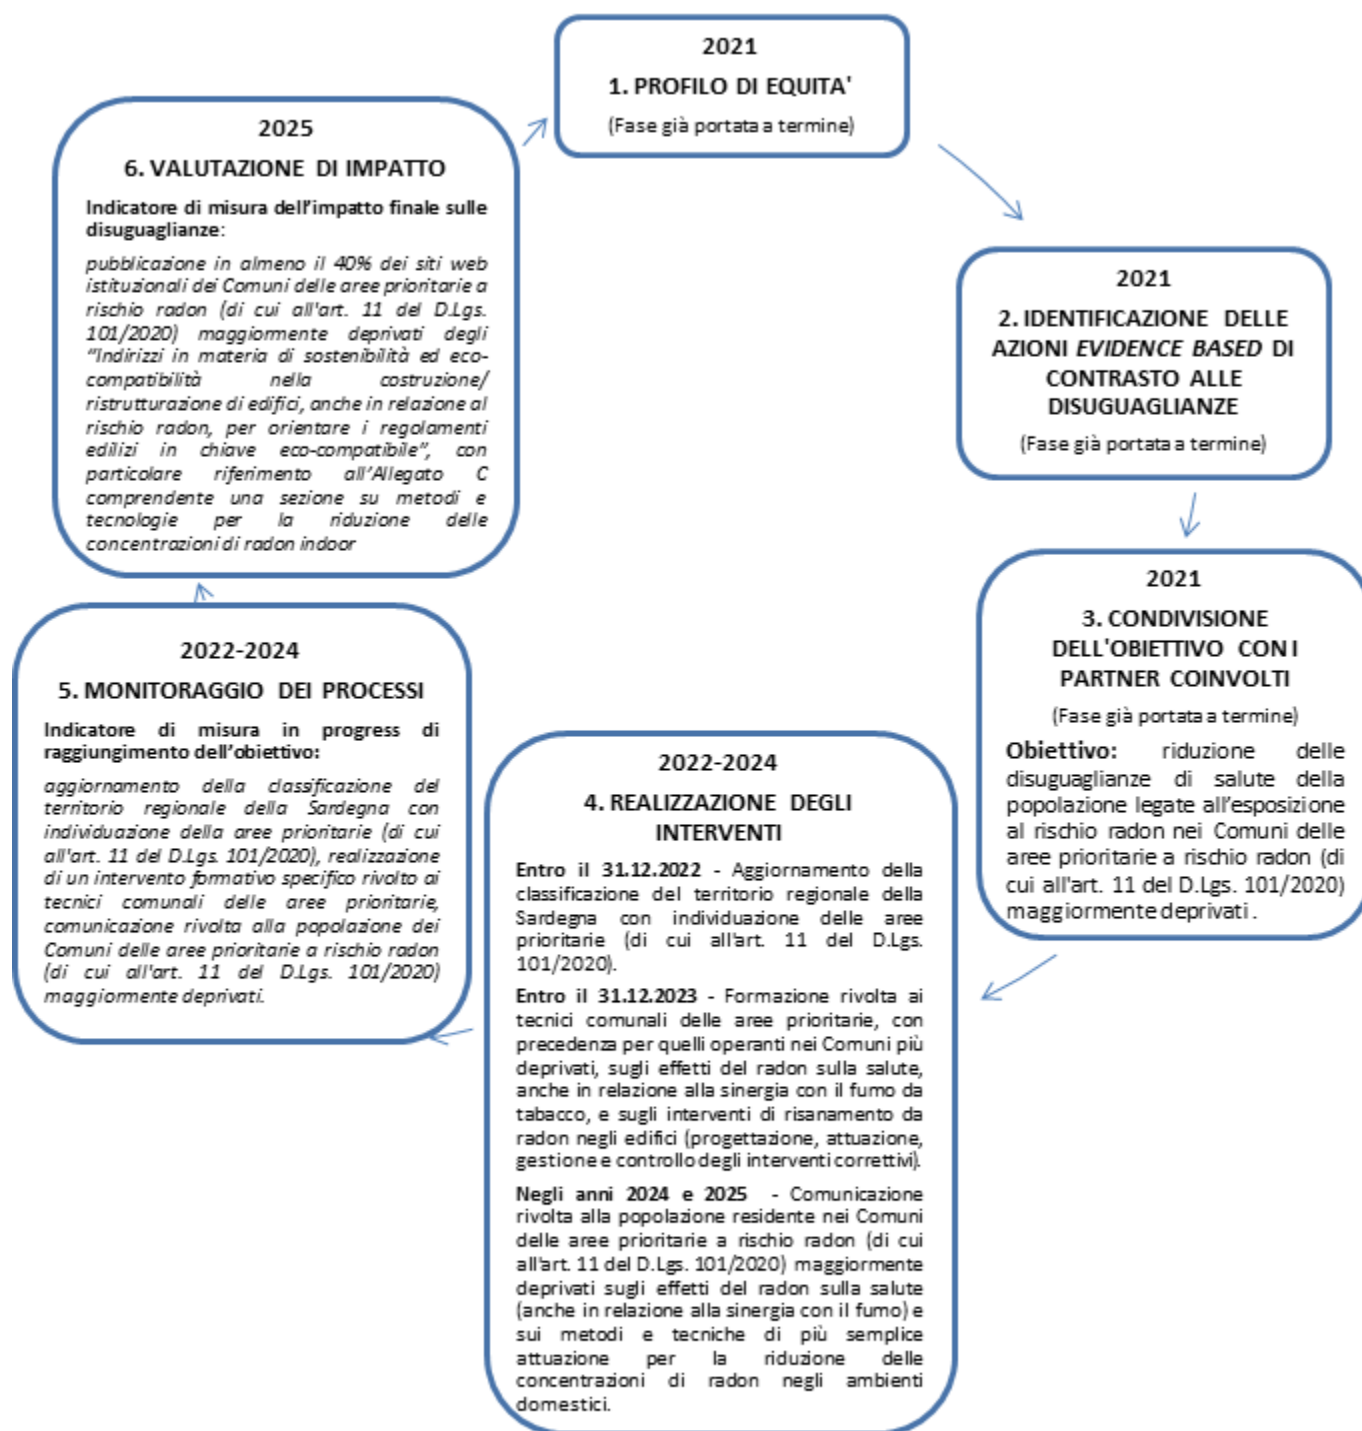 2021
1. PROFILO DI EQUITA'
(Fase già portata a termine)
2021
2. IDENTIFICAZIONE DELLE
AZIONI EVIDENCE BASED DI
CONTRASTO ALLE
DISUGUAGLIANZE
(Fase già portata a termine)
2021
3. CONDIVISIONE
DELL'OBIETTIVO CON I
PARTNER COINVOLTI
(Fase già portata a termine)
Obiettivo: riduzione delle
disuguaglianze di salute della
popolazione legate all'esposizione
al rischio radon nei Comuni delle
aree prioritarie a rischio radon (di
cui all'art. 11 del D.Lgs. 101/2020)
maggiormente deprivati .
2022-2024
4. REALIZZAZIONE DEGLI
INTERVENTI
Entro il 31.12.2022 - Aggiornamento della
classificazione del territorio regionale della
Sardegna con individuazione delle aree
prioritarie (di cui all'art. 11 del D.Lgs.
101/2020).
Entro il 31.12.2023 - Formazione rivolta ai
tecnici comunali delle aree prioritarie, con
precedenza per quelli operanti nei Comuni più
deprivati, sugli effetti del radon sulla salute,
anche in relazione alla sinergia con il fumo da
tabacco, e sugli interventi di risanamento da
radon negli edifici (progettazione, attuazione,
gestione e controllo degli interventi correttivi).
Negli anni 2024 e 2025 - Comunicazione
rivolta alla popolazione residente nei Comuni
delle aree prioritarie a rischio radon (di cui
all'art. 11 del D.Lgs. 101/2020) maggiormente
deprivati sugli effetti del radon sulla salute
(anche in relazione alla sinergia con il fumo) e
sui metodi e tecniche di più semplice
attuazione per la riduzione delle
concentrazioni di radon negli ambienti
domestici.
2022-2024
5. MONITORAGGIO DEI PROCESSI
Indicatore di misura in progress di
raggiungimento dell'obiettivo:
aggiornamento della classificazione del
territorio regionale della Sardegna con
individuazione della aree prioritarie (di cui
all'art. 11 del D.Lgs. 101/2020), realizzazione
di un intervento formativo specifico rivolto ai
tecnici comunali delle aree prioritarie,
comunicazione rivolta alla popolazione dei
Comuni delle aree prioritarie a rischio radon
(di cui all'art. 11 del D.Lgs. 101/2020)
maggiormente deprivati.
2025
6. VALUTAZIONE DI IMPATTO
Indicatore di misura dell'impatto finale sulle
disuguaglianze:
pubblicazione in almeno il 40% dei siti web
istituzionali dei Comuni delle aree prioritarie a
rischio radon (di cui all'art. 11 del D.Lgs.
101/2020) maggiormente deprivati degli
"Indirizzi in materia di sostenibilità ed eco-
compatibilità nella costruzione/
ristrutturazione di edifici, anche in relazione al
rischio radon, per orientare i regolamenti
edilizi in chiave eco-compatibile", con
particolare riferimento all'Allegato C
comprendente una sezione su metodi e
tecnologie per la riduzione delle
concentrazioni di radon indoor